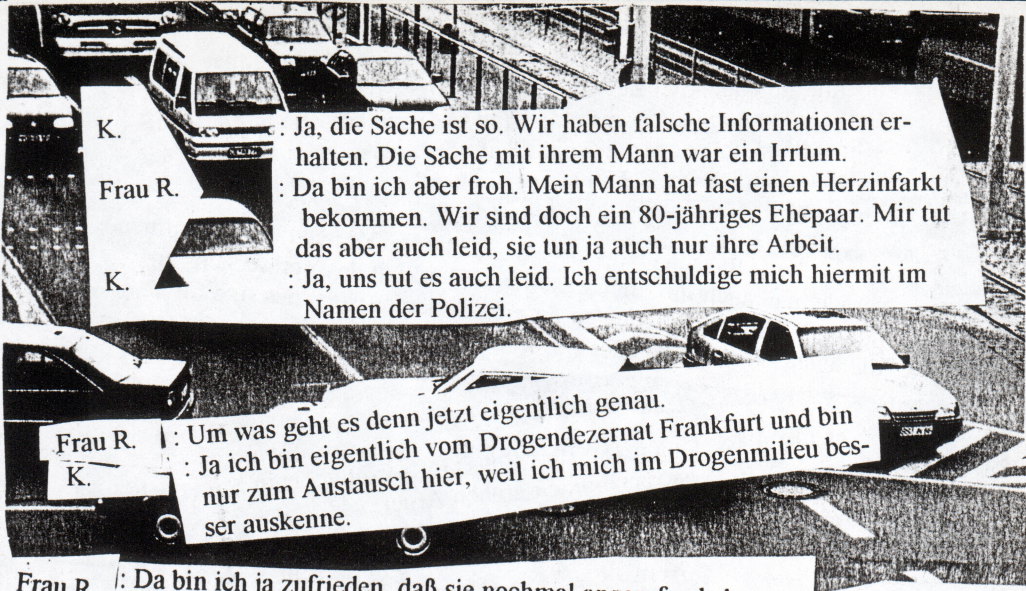 K. : Ja, die Sache ist so. Wir haben falsche Informationen er-
halten. Die Sache mit ihrem Mann war ein Irrtum.
Frau R. : Da bin ich aber froh. Mein Mann hat fast einen Herzinfarkt
bekommen. Wir sind doch ein 80-jähriges Ehepaar. Mir tut
das aber auch leid, sie tun ja auch nur ihre Arbeit.
K. : Ja, uns tut es auch leid. Ich entschuldige mich hiermit im
Namen der Polizei.
Frau R. : Um was geht es denn jetzt eigentlich genau.
K. : Ja ich bin eigentlich vom Drogendezernat Frankfurt und bin
nur zum Austausch hier, weil ich mich im Drogenmilieu bes-
ser auskenne.
Frau R. : Da bin ich ja zufrieden, daß sie nochmal